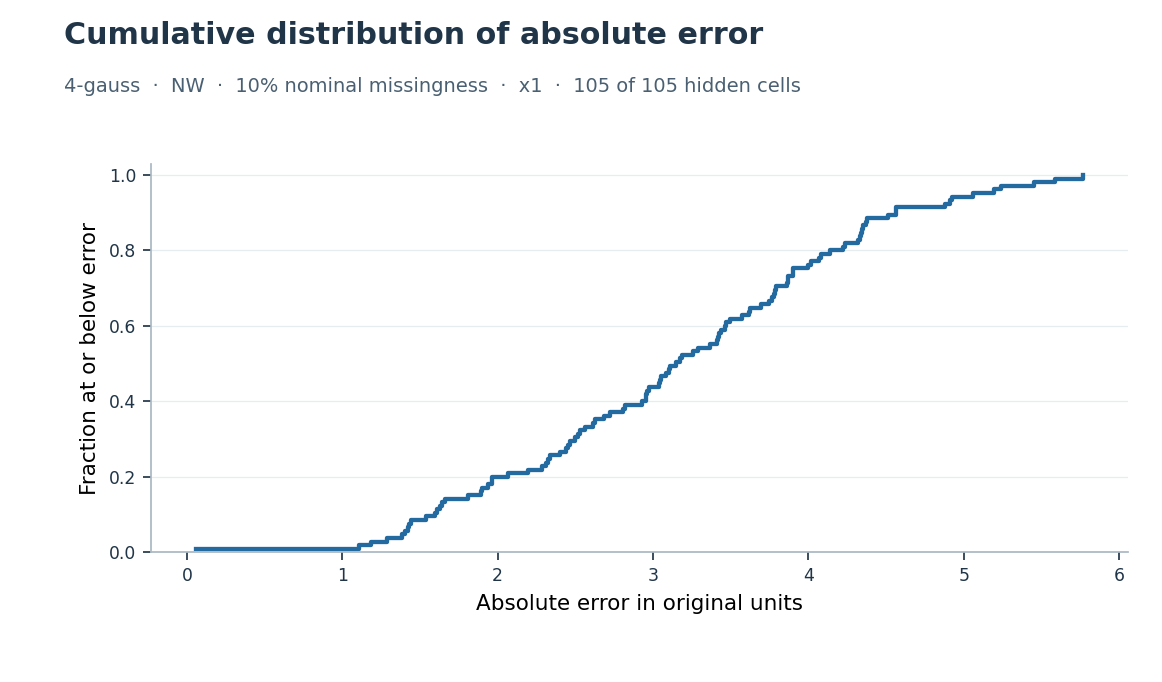 Cumulative distribution of absolute error
4-gauss · NW · 10% nominal missingness · x1 · 105 of 105 hidden cells
Fraction at or below error
1.0
0.8
0.6
0.4
0.2
0.0
0 1 2 3 4 5 6
Absolute error in original units